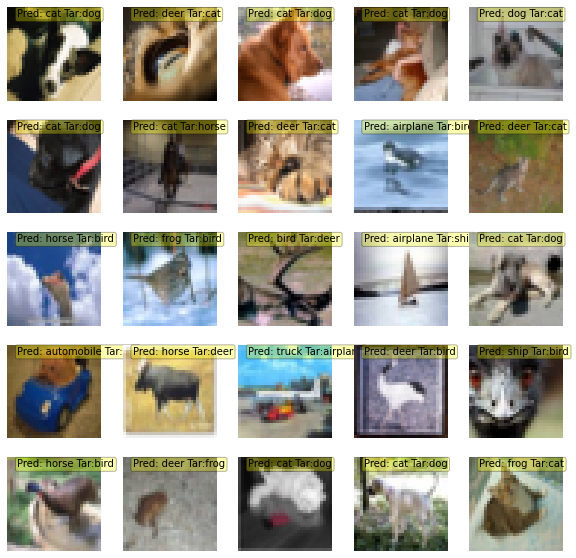 Pred: cat Tar:dog
Pred: deer Tar:cat
Pred: cat Tar:dog
Pred: cat Tar:dog
Pred: dog Tar:cat
Pred: cat Tar:dog
Pred: cat Tar:horse
Pred: deer Tar:cat
Pred: airplane Tar:bird
Pred: deer Tar:cat
Pred: horse Tar:bird
Pred: frog Tar:bird
Pred: bird Tar:deer
Pred: airplane Tar:shi
Pred: cat Tar:dog
Pred: automobile Tar:
Pred: horse Tar:deer
Pred: truck Tar:airplan
Pred: deer Tar:bird
Pred: ship Tar:bird
Pred: horse Tar:bird
Pred: deer Tar:frog
Pred: cat Tar:dog
Pred: cat Tar:dog
Pred: frog Tar:cat